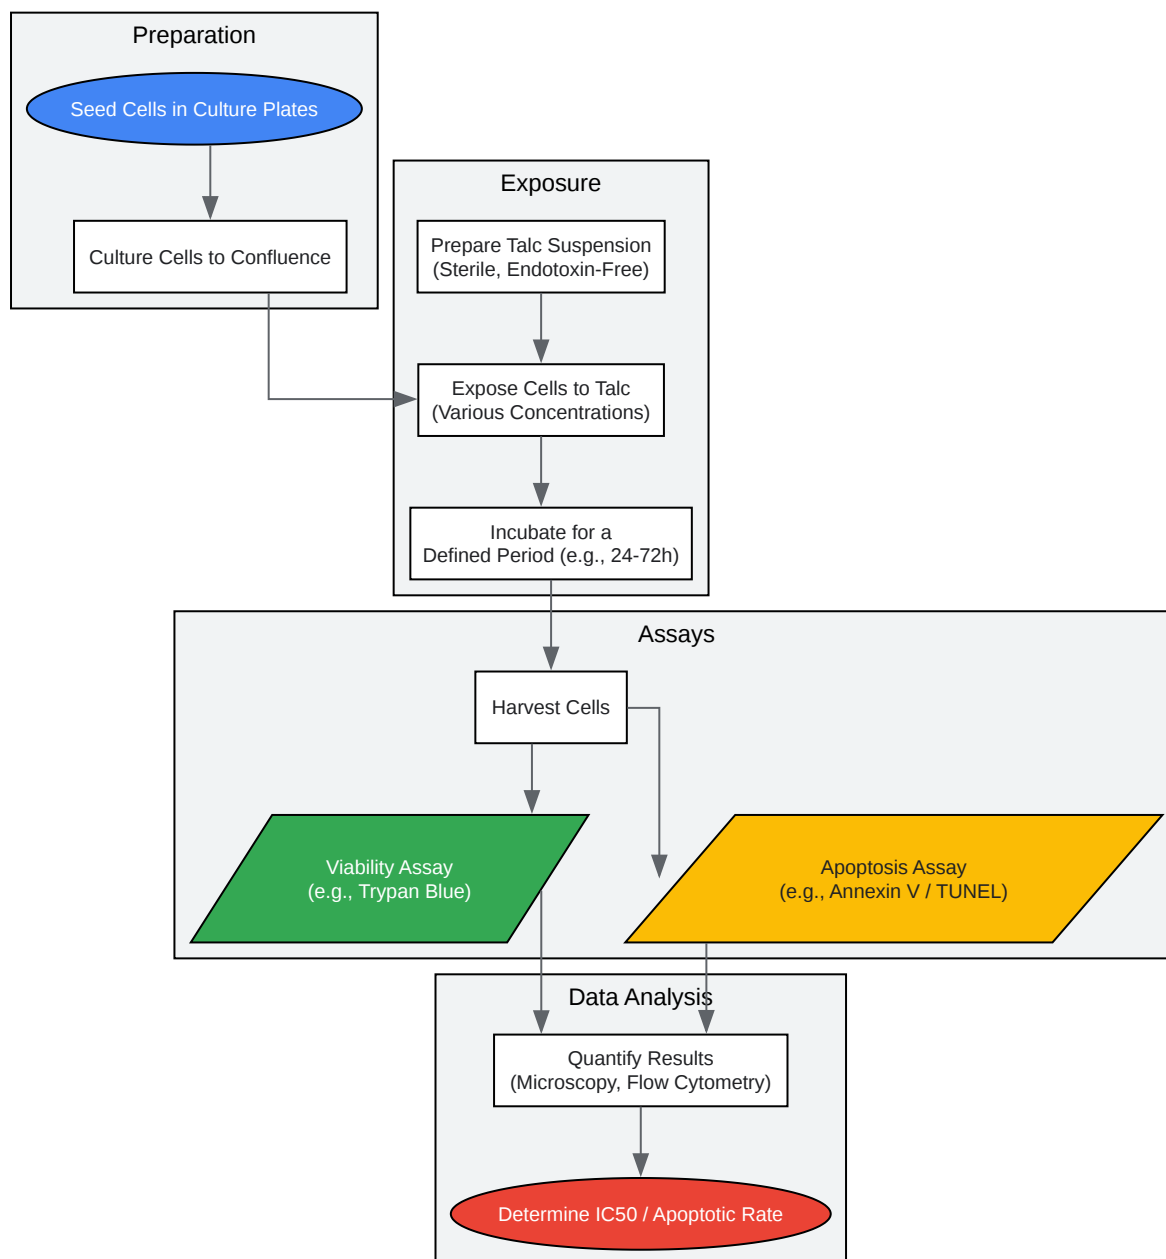 Preparation
Seed Cells in Culture Plates
Culture Cells to Confluence
Exposure
Prepare Talc Suspension
(Sterile, Endotoxin-Free)
Expose Cells to Talc
(Various Concentrations)
Incubate for a
Defined Period (e.g., 24-72h)
Assays
Harvest Cells
Viability Assay
(e.g., Trypan Blue)
Apoptosis Assay
(e.g., Annexin V / TUNEL)
Data Analysis
Quantify Results
(Microscopy, Flow Cytometry)
Determine IC50 / Apoptotic Rate